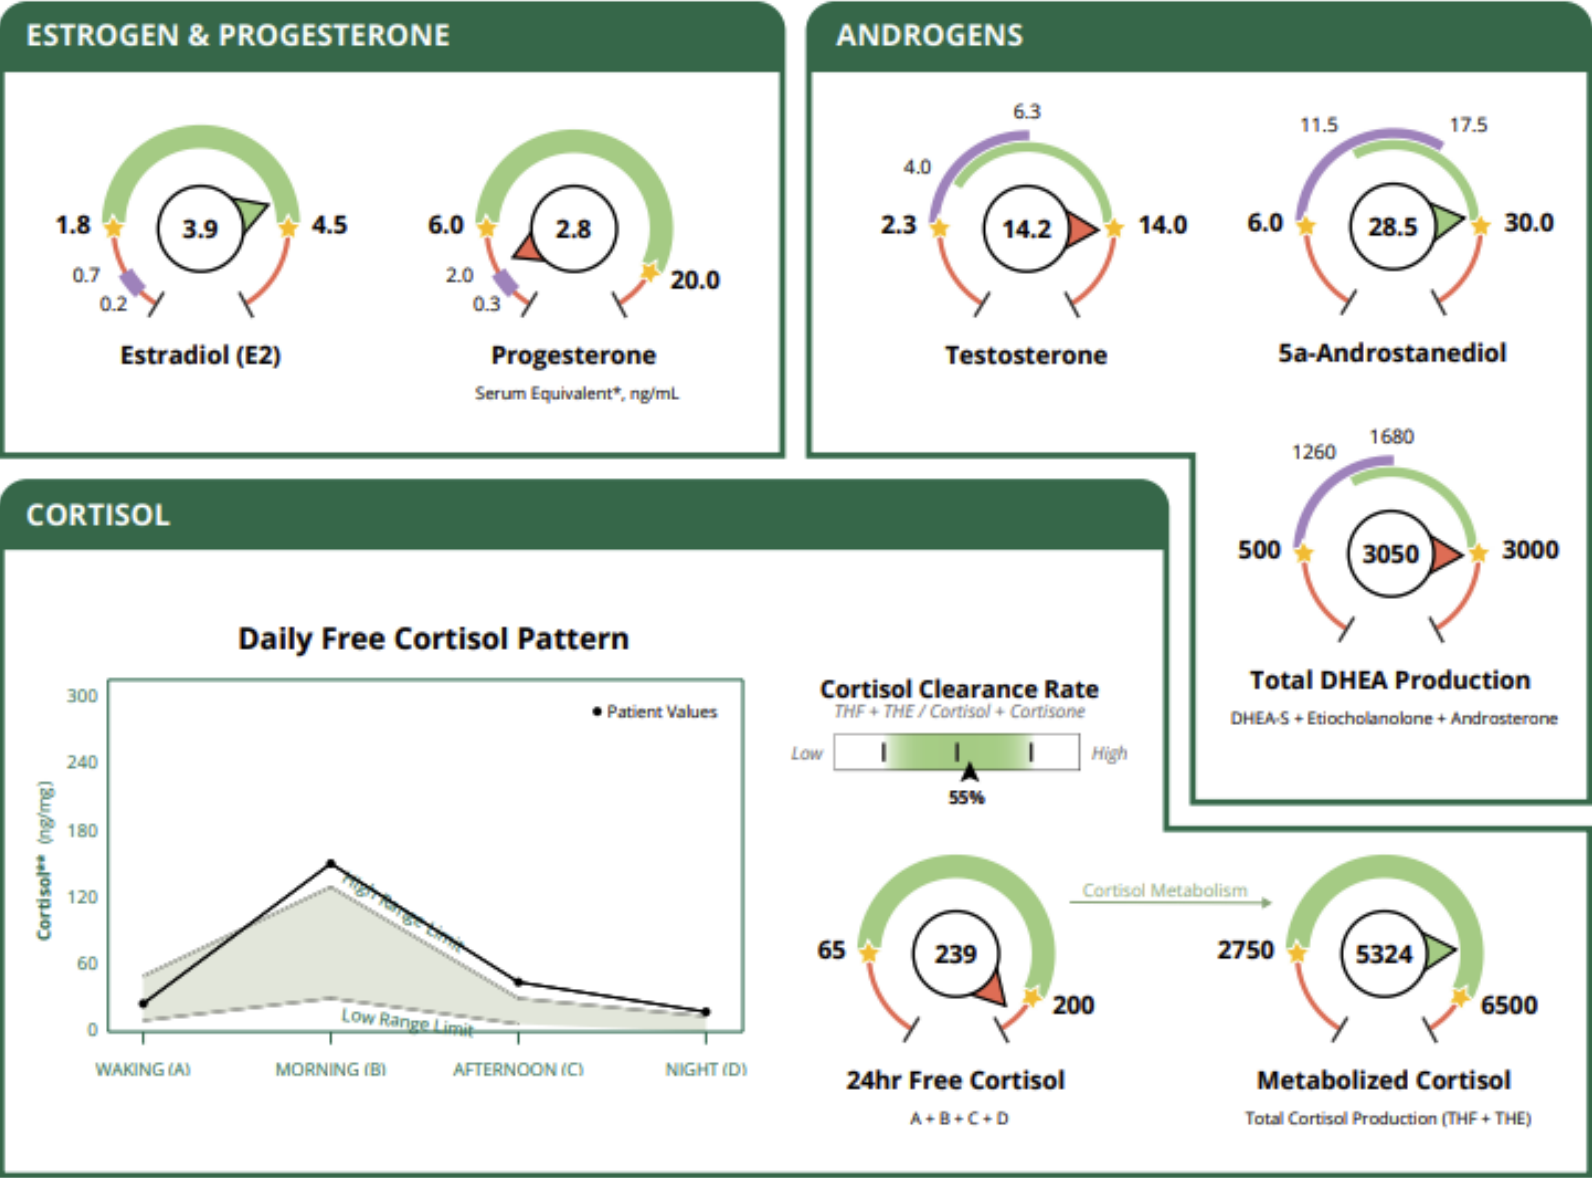 ESTROGEN & PROGESTERONE
1.8
3.9
4.5
0.7
0.2
Estradiol (E2)
6.0
2.8
20.0
2.0
0.3
Progesterone
Serum Equivalent*, ng/mL
ANDROGENS
6.3
4.0
2.3
14.2
14.0
Testosterone
11.5
17.5
6.0
28.5
30.0
5a-Androstanediol
1680
1260
500
3050
3000
Total DHEA Production
DHEA-S + Etiocholanolone + Androsterone
CORTISOL
Daily Free Cortisol Pattern
Cortisol** (ng/mg)
300
240
180
120
60
0
Patient Values
High Range Limit
Low Range Limit
WAKING (A)
MORNING (B)
AFTERNOON (C)
NIGHT (D)
Cortisol Clearance Rate
THF + THE / Cortisol + Cortisone
Low
High
55%
65
239
200
24hr Free Cortisol
A + B + C + D
Cortisol Metabolism
2750
5324
6500
Metabolized Cortisol
Total Cortisol Production (THF + THE)